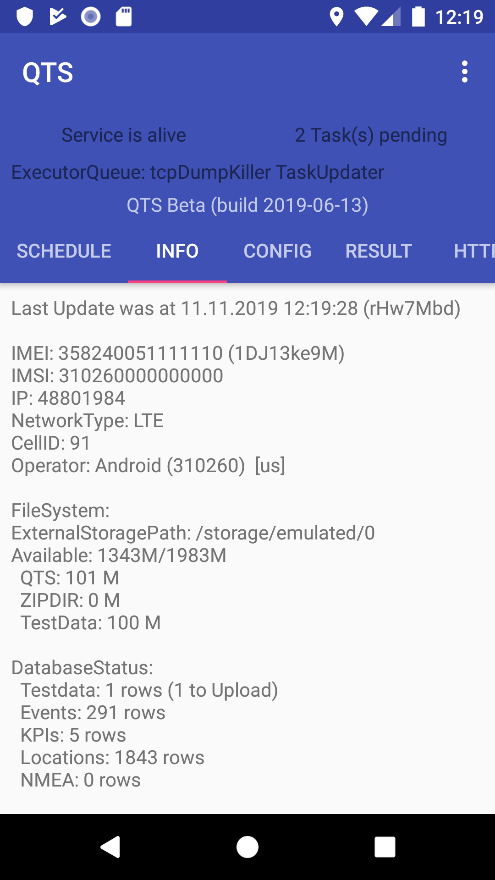 12:19
QTS
Service is alive 2 Task(s) pending
ExecutorQueue: tcpDumpKiller TaskUpdater
QTS Beta (build 2019-06-13)
SCHEDULE INFO CONFIG RESULT HTT
Last Update was at 11.11.2019 12:19:28 (rHw7Mbd)
IMEI: 358240051111110 (1DJ13ke9M)
IMSI: 310260000000000
IP: 48801984
NetworkType: LTE
CellID: 91
Operator: Android (310260) [us]
FileSystem:
ExternalStoragePath: /storage/emulated/0
Available: 1343M/1983M
QTS: 101 M
ZIPDIR: 0 M
TestData: 100 M
DatabaseStatus:
Testdata: 1 rows (1 to Upload)
Events: 291 rows
KPIs: 5 rows
Locations: 1843 rows
NMEA: 0 rows